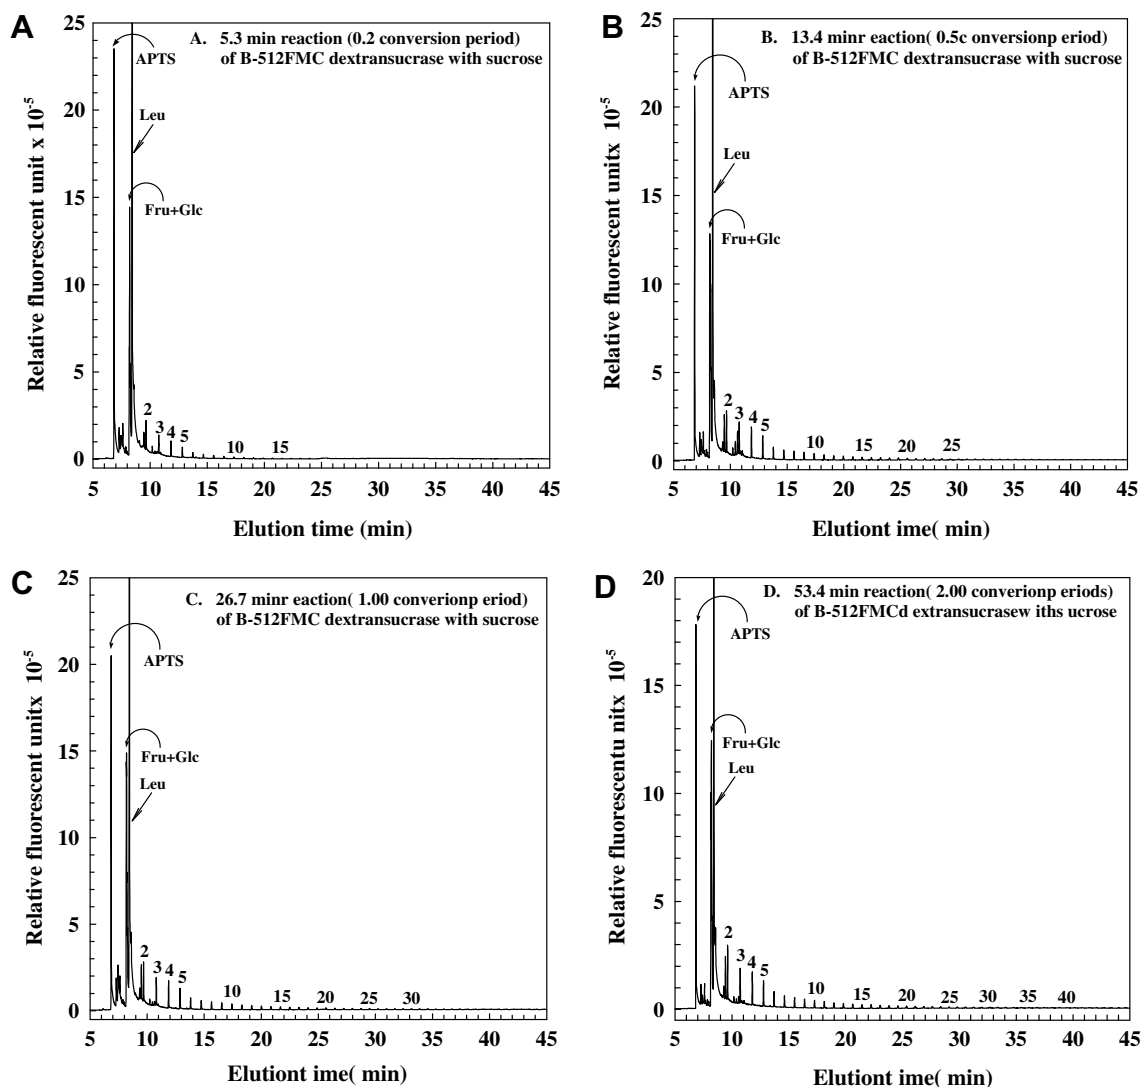 A
A. 5.3 min reaction (0.2 conversion period)
of B-512FMC dextransucrase with sucrose
APTS
Leu
Fru+Glc
2
3
4
5
10
15
25
20
15
10
5
0
Relative fluorescent unit x 10-5
5 10 15 20 25 30 35 40 45
Elution time (min)
B
B. 13.4 minr eaction( 0.5c onversionp eriod)
of B-512FMC dextransucrase with sucrose
APTS
Leu
Fru+Glc
2
3
4
5
10
15
20
25
25
20
15
10
5
0
Relative fluorescent unitx 10-5
5 10 15 20 25 30 35 40 45
Elutiont ime( min)
C
C. 26.7 minr eaction( 1.00 converionp eriod)
of B-512FMC dextransucrase with sucrose
APTS
Fru+Glc
Leu
2
3
4
5
10
15
20
25
30
25
20
15
10
5
0
Relative fluorescent unitx 10-5
5 10 15 20 25 30 35 40 45
Elutiont ime( min)
D
D. 53.4 min reaction( 2.00 converionp eriods)
of B-512FMCd extransucrasew iths ucrose
APTS
Fru+Glc
Leu
2
3
4
5
10
15
20
25
30
35
40
20
15
10
5
0
Relative fluorescentu nitx 10-5
5 10 15 20 25 30 35 40 45
Elutiont ime( min)